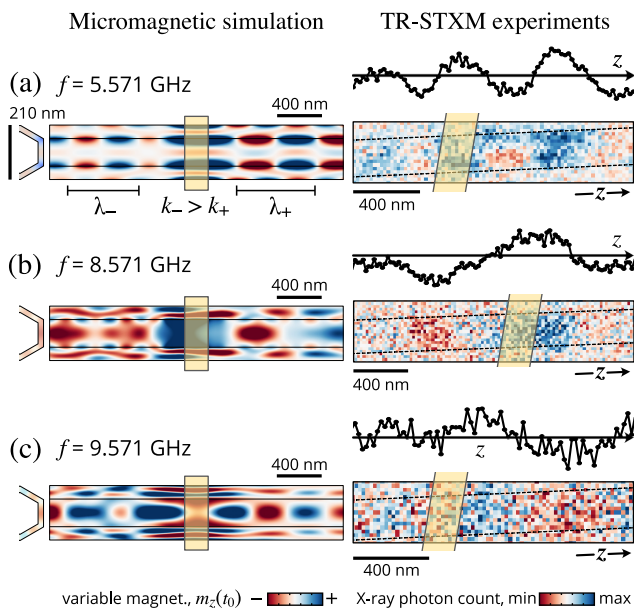 Micromagnetic simulation
TR-STXM experiments
(a) f = 5.571 GHz
400 nm
z
210 nm
λ₋ k₋ > k₊ λ₊
400 nm
z
(b) f = 8.571 GHz
400 nm
z
400 nm
z
(c) f = 9.571 GHz
400 nm
z
400 nm
z
variable magnet., mz(t0) − +
X-ray photon count, min max